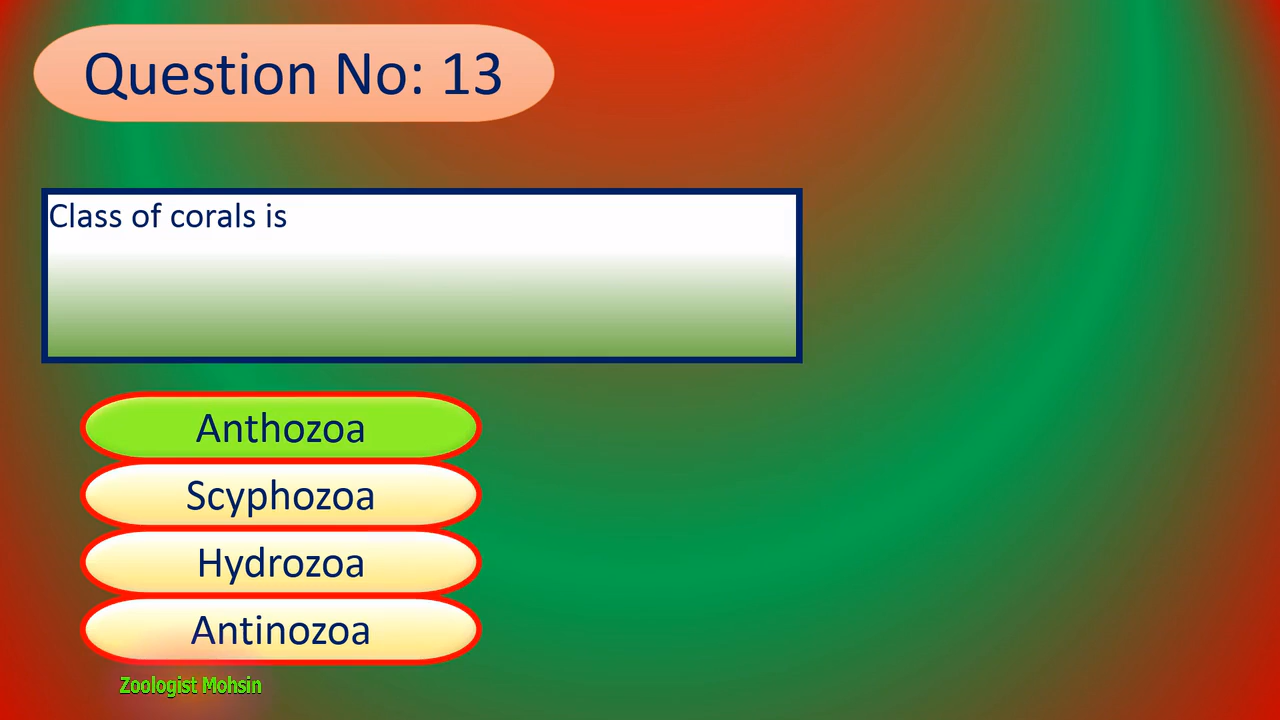 Question No: 13
Class of corals is
Anthozoa
Scyphozoa
Hydrozoa
Antinozoa
Zoologist Mohsin